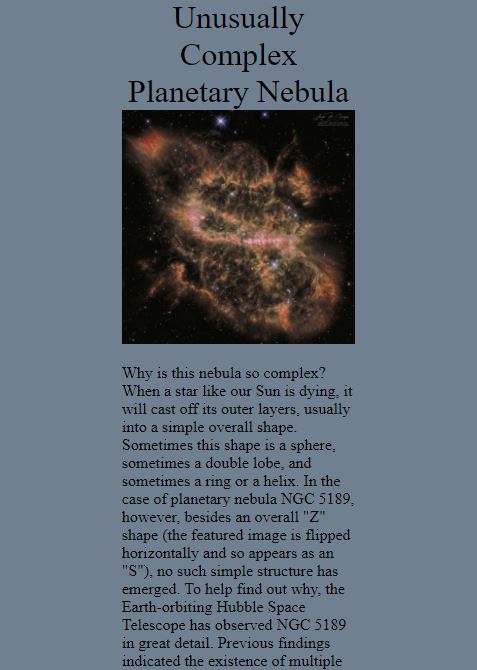 Unusually
Complex
Planetary Nebula
Why is this nebula so complex?
When a star like our Sun is dying, it
will cast off its outer layers, usually
into a simple overall shape.
Sometimes this shape is a sphere,
sometimes a double lobe, and
sometimes a ring or a helix. In the
case of planetary nebula NGC 5189,
however, besides an overall "Z"
shape (the featured image is flipped
horizontally and so appears as an
"S"), no such simple structure has
emerged. To help find out why, the
Earth-orbiting Hubble Space
Telescope has observed NGC 5189
in great detail. Previous findings
indicated the existence of multiple